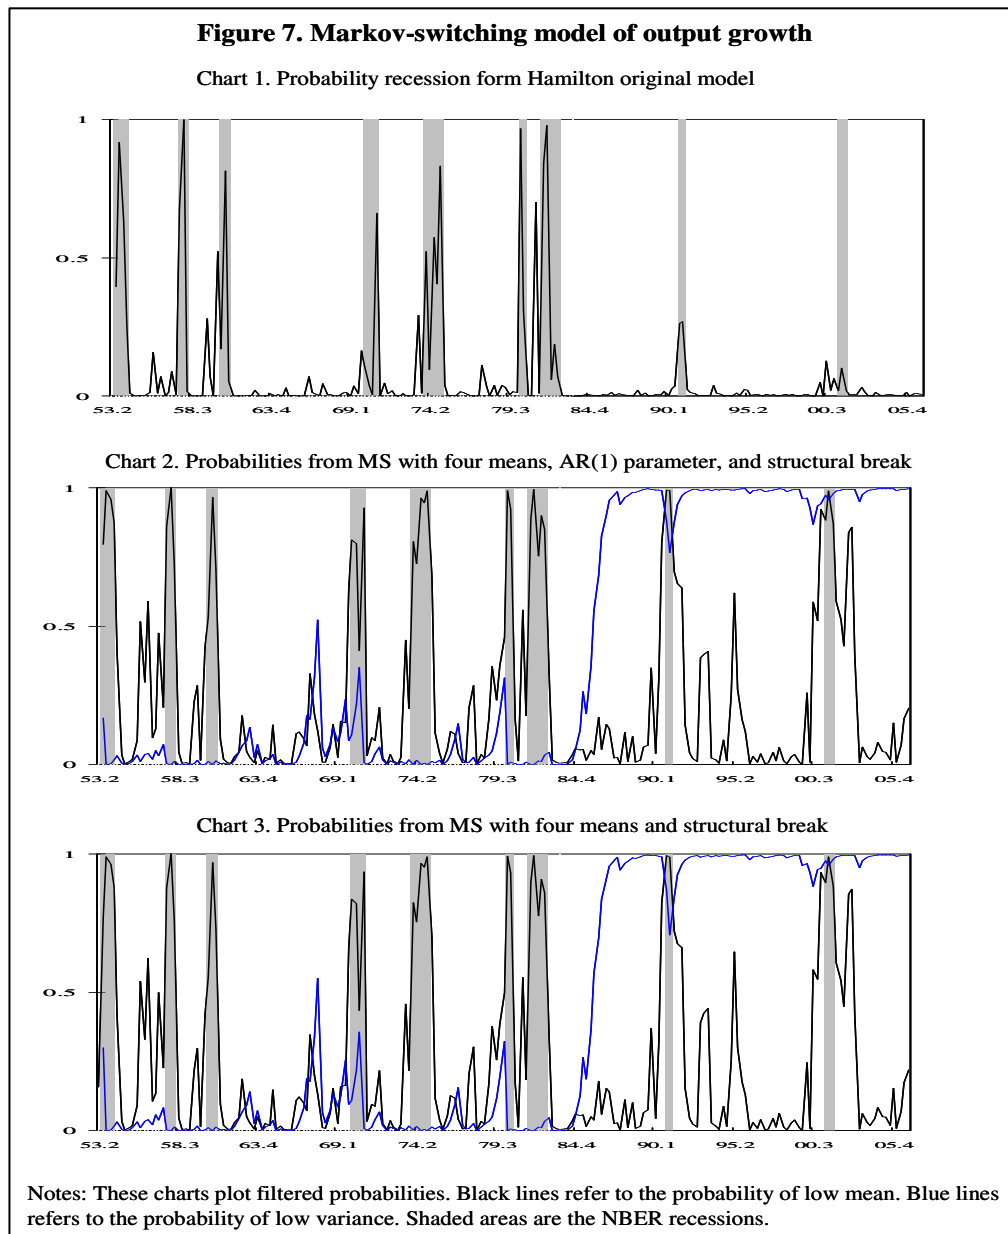 Figure 7. Markov-switching model of output growth
Chart 1. Probability recession form Hamilton original model
1
0.5
0
53.2 58.3 63.4 69.1 74.2 79.3 84.4 90.1 95.2 00.3 05.4
Chart 2. Probabilities from MS with four means, AR(1) parameter, and structural break
1
0.5
0
53.2 58.3 63.4 69.1 74.2 79.3 84.4 90.1 95.2 00.3 05.4
Chart 3. Probabilities from MS with four means and structural break
1
0.5
0
53.2 58.3 63.4 69.1 74.2 79.3 84.4 90.1 95.2 00.3 05.4
Notes: These charts plot filtered probabilities. Black lines refer to the probability of low mean. Blue lines
refers to the probability of low variance. Shaded areas are the NBER recessions.